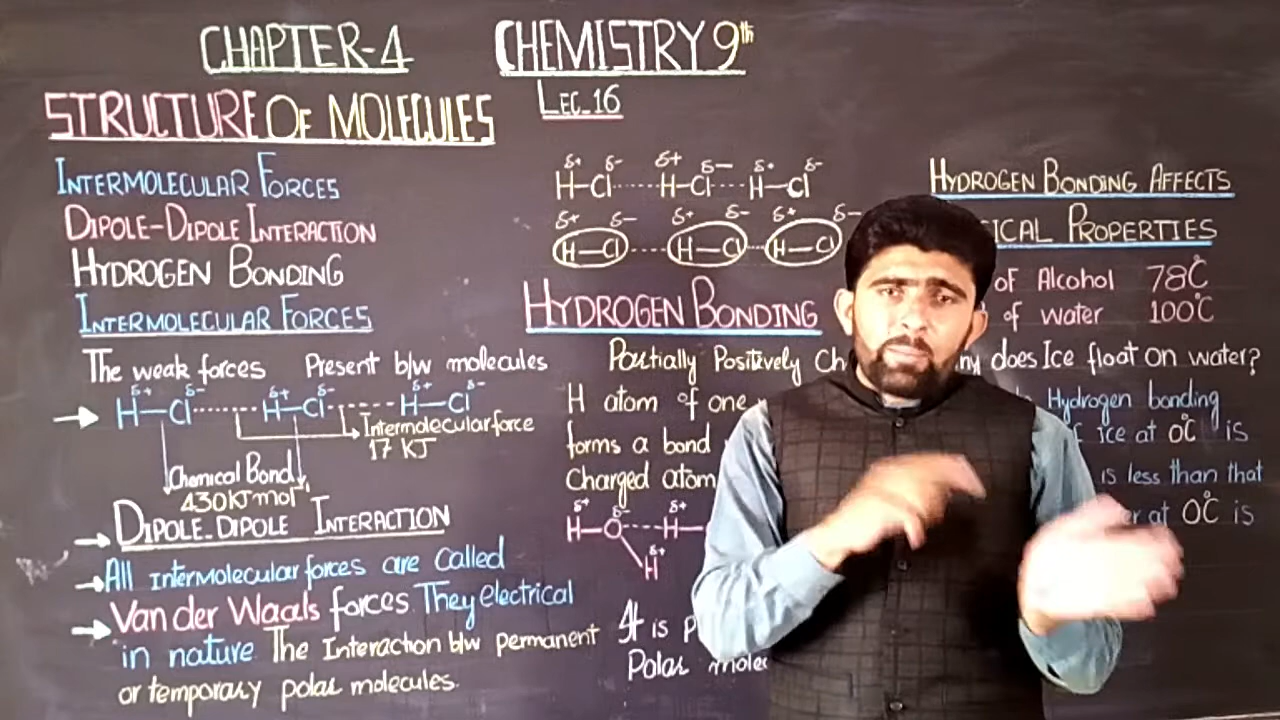 CHAPTER-4 CHEMISTRY 9th
STRUCTURE OF MOLECULES
LEC.16
INTERMOLECULAR FORCES
DIPOLE-DIPOLE INTERACTION
HYDROGEN BONDING
INTERMOLECULAR FORCES
The weak forces Present b/w molecules
δ+ δ- δ+ δ- δ+ δ-
H-Cl H-Cl H-Cl
Intermolecular force
17 KJ
Chemical Bond
430KJ mol
DIPOLE-DIPOLE INTERACTION
All intermolecular forces are called
Van der Waals forces They electrical
in nature The Interaction b/w permanent
or temporary polar molecules.
δ+ δ- δ+ δ- δ+ δ-
H-Cl H-Cl H-Cl
δ+ δ- δ+ δ- δ+ δ-
H-Cl H-Cl H-Cl
HYDROGEN BONDING
Partially Positively
H atom of one
forms a bond
Charged atom
δ+ δ- δ+
H-O H-
δ+
H
It is
Polar
HYDROGEN BONDING AFFECTS
PROPERTIES
of Alcohol 78°C
of water 100°C
does Ice float on water?
Hydrogen bonding
ice at 0°C is
is less than that
at 0°C is